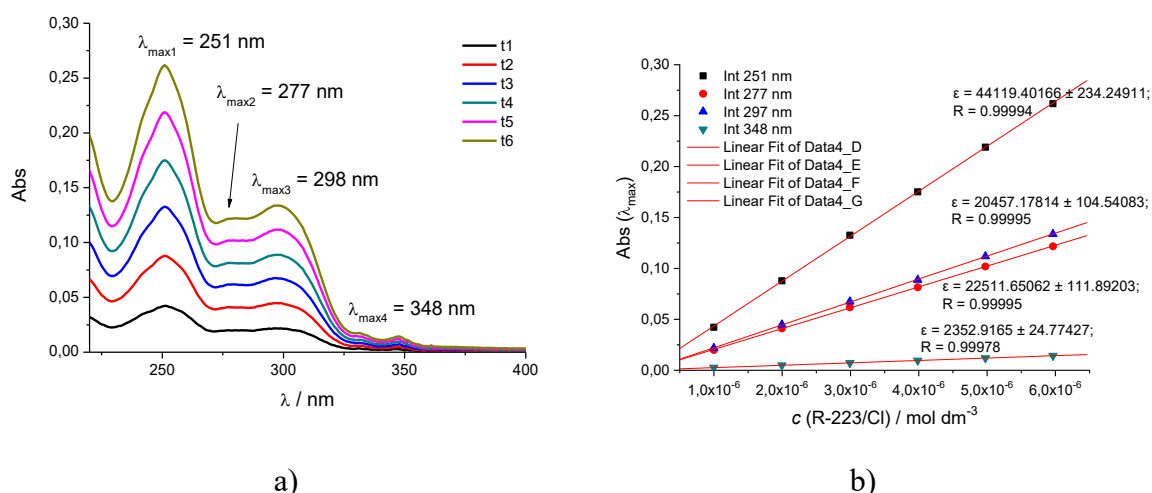 0,30
0,25
0,20
0,15
0,10
0,05
0,00
Abs
λmax1 = 251 nm
λmax2 = 277 nm
λmax3 = 298 nm
λmax4 = 348 nm
t1
t2
t3
t4
t5
t6
250 300 350 400
λ / nm
a)
0,30
0,25
0,20
0,15
0,10
0,05
0,00
Abs (λmax)
Int 251 nm
Int 277 nm
Int 297 nm
Int 348 nm
Linear Fit of Data4_D
Linear Fit of Data4_E
Linear Fit of Data4_F
Linear Fit of Data4_G
ε = 44119.40166 ± 234.24911;
R = 0.99994
ε = 20457.17814 ± 104.54083;
R = 0.99995
ε = 22511.65062 ± 111.89203;
R = 0.99995
ε = 2352.9165 ± 24.77427;
R = 0.99978
1,0x10⁻⁶ 2,0x10⁻⁶ 3,0x10⁻⁶ 4,0x10⁻⁶ 5,0x10⁻⁶ 6,0x10⁻⁶
c (R-223/Cl) / mol dm⁻³
b)